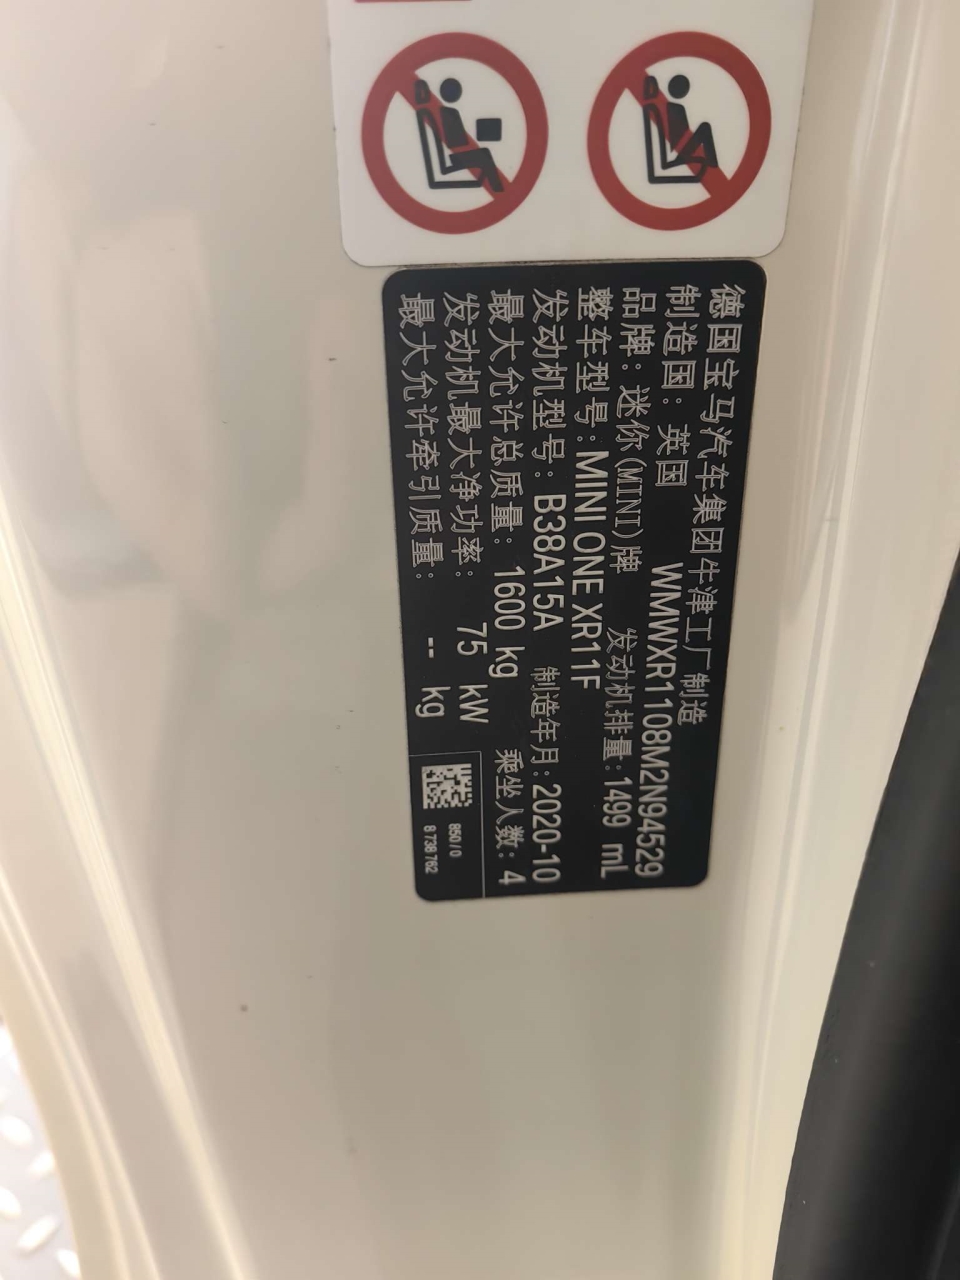 德国宝马汽车集团牛津工厂制造
制造国：英国 WMWXR1108M2N94529
品牌：迷你(MINI)牌 发动机排量：1499 mL
整车型号：MINI ONE XR11F
发动机型号：B38A15A 制造年月：2020-10
最大允许总质量：1600 kg 乘坐人数：4
发动机最大净功率：75 kW
最大允许牵引质量：-- kg
850 / 0
8 738 762